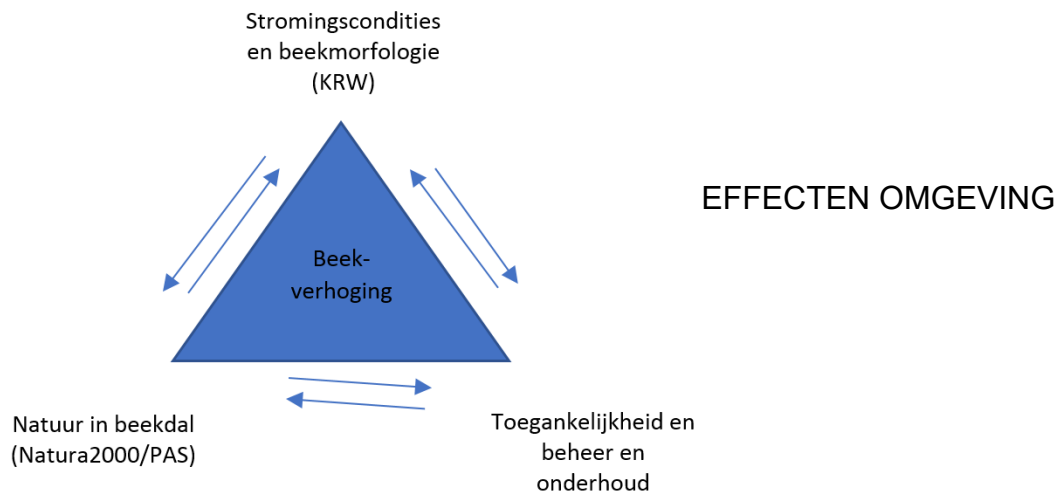 Stromingscondities
en beekmorfologie
(KRW)
EFFECTEN OMGEVING
Beek-
verhoging
Natuur in beekdal
(Natura2000/PAS)
Toegankelijkheid en
beheer en
onderhoud